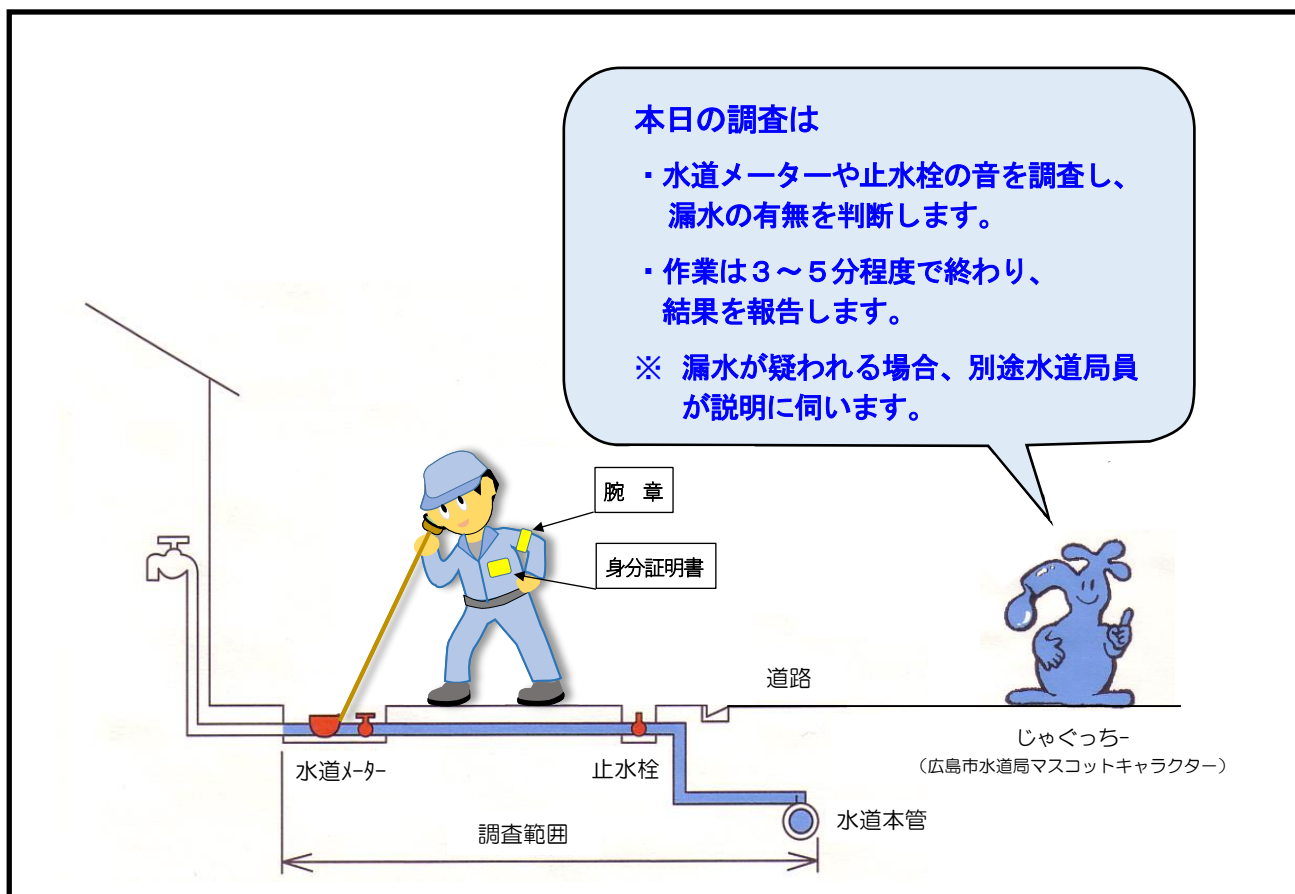 本日の調査は
・水道メーターや止水栓の音を調査し、
漏水の有無を判断します。
・作業は３～５分程度で終わり、
結果を報告します。
※ 漏水が疑われる場合、別途水道局員
が説明に伺います。
腕 章
身分証明書
道路
じゃぐっちー
（広島市水道局マスコットキャラクター）
水道ﾒｰﾀｰ
止水栓
水道本管
調査範囲